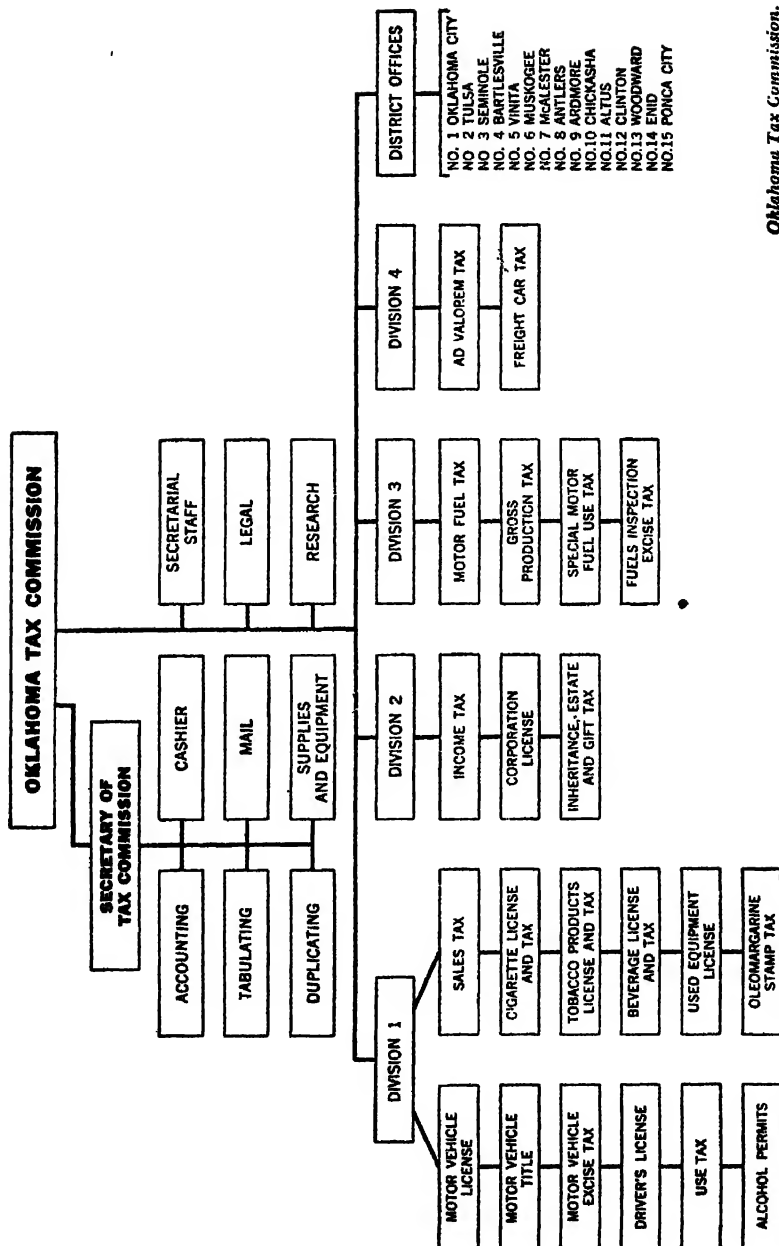 OKLAHOMA TAX COMMISSION
SECRETARY OF
TAX COMMISSION
ACCOUNTING
CASHIER
TABULATING
MAIL
DUPLICATING
SUPPLIES
AND EQUIPMENT
SECRETARIAL
STAFF
LEGAL
RESEARCH
DIVISION 1
MOTOR VEHICLE
LICENSE
MOTOR VEHICLE
TITLE
MOTOR VEHICLE
EXCISE TAX
DRIVER'S LICENSE
USE TAX
ALCOHOL PERMITS
SALES TAX
CIGARETTE LICENSE
AND TAX
TOBACCO PRODUCTS
LICENSE AND TAX
BEVERAGE LICENSE
AND TAX
USED EQUIPMENT
LICENSE
OLEOMARGARINE
STAMP TAX
DIVISION 2
INCOME TAX
CORPORATION
LICENSE
INHERITANCE, ESTATE
AND GIFT TAX
DIVISION 3
MOTOR FUEL TAX
GROSS
PRODUCTION TAX
SPECIAL MOTOR
FUEL USE TAX
FUELS INSPECTION
EXCISE TAX
DIVISION 4
AD VALOREM TAX
FREIGHT CAR TAX
DISTRICT OFFICES
NO. 1 OKLAHOMA CITY
NO 2 TULSA
NO 3 SEMINOLE
NO. 4 BARTLESVILLE
NO. 5 VINITA
NO. 6 MUSKOGEE
NO. 7 McALESTER
NO. 8 ANTLERS
NO. 9 ARDMORE
NO.10 CHICKASHA
NO.11 ALTUS
NO.12 CLINTON
NO.13 WOODWARD
NO.14 ENID
NO.15 PONCA CITY
Oklahoma Tax Commission.